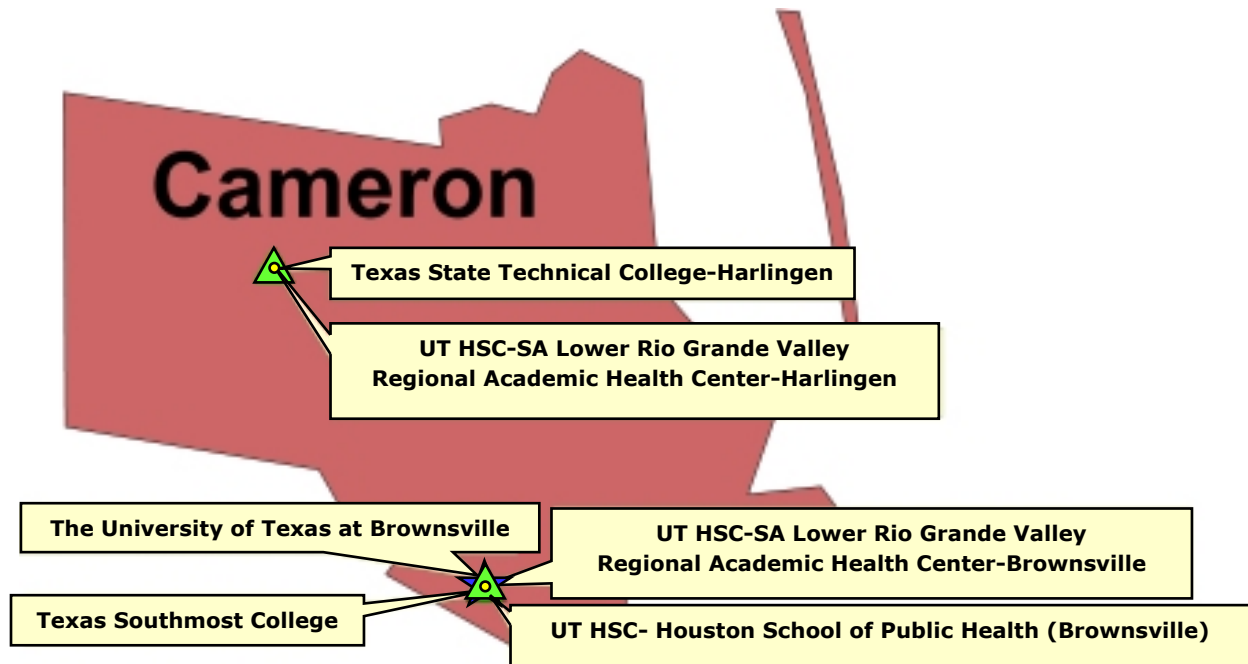 Cameron
Texas State Technical College-Harlingen
UT HSC-SA Lower Rio Grande Valley
Regional Academic Health Center-Harlingen
The University of Texas at Brownsville
UT HSC-SA Lower Rio Grande Valley
Regional Academic Health Center-Brownsville
Texas Southmost College
UT HSC- Houston School of Public Health (Brownsville)